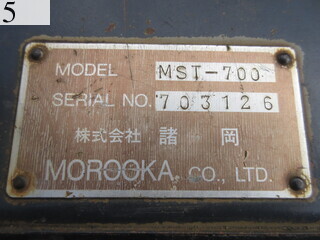 5
MODEL MST-700
SERIAL NO. 703126
株式会社 諸岡
MOROOKA CO., LTD.